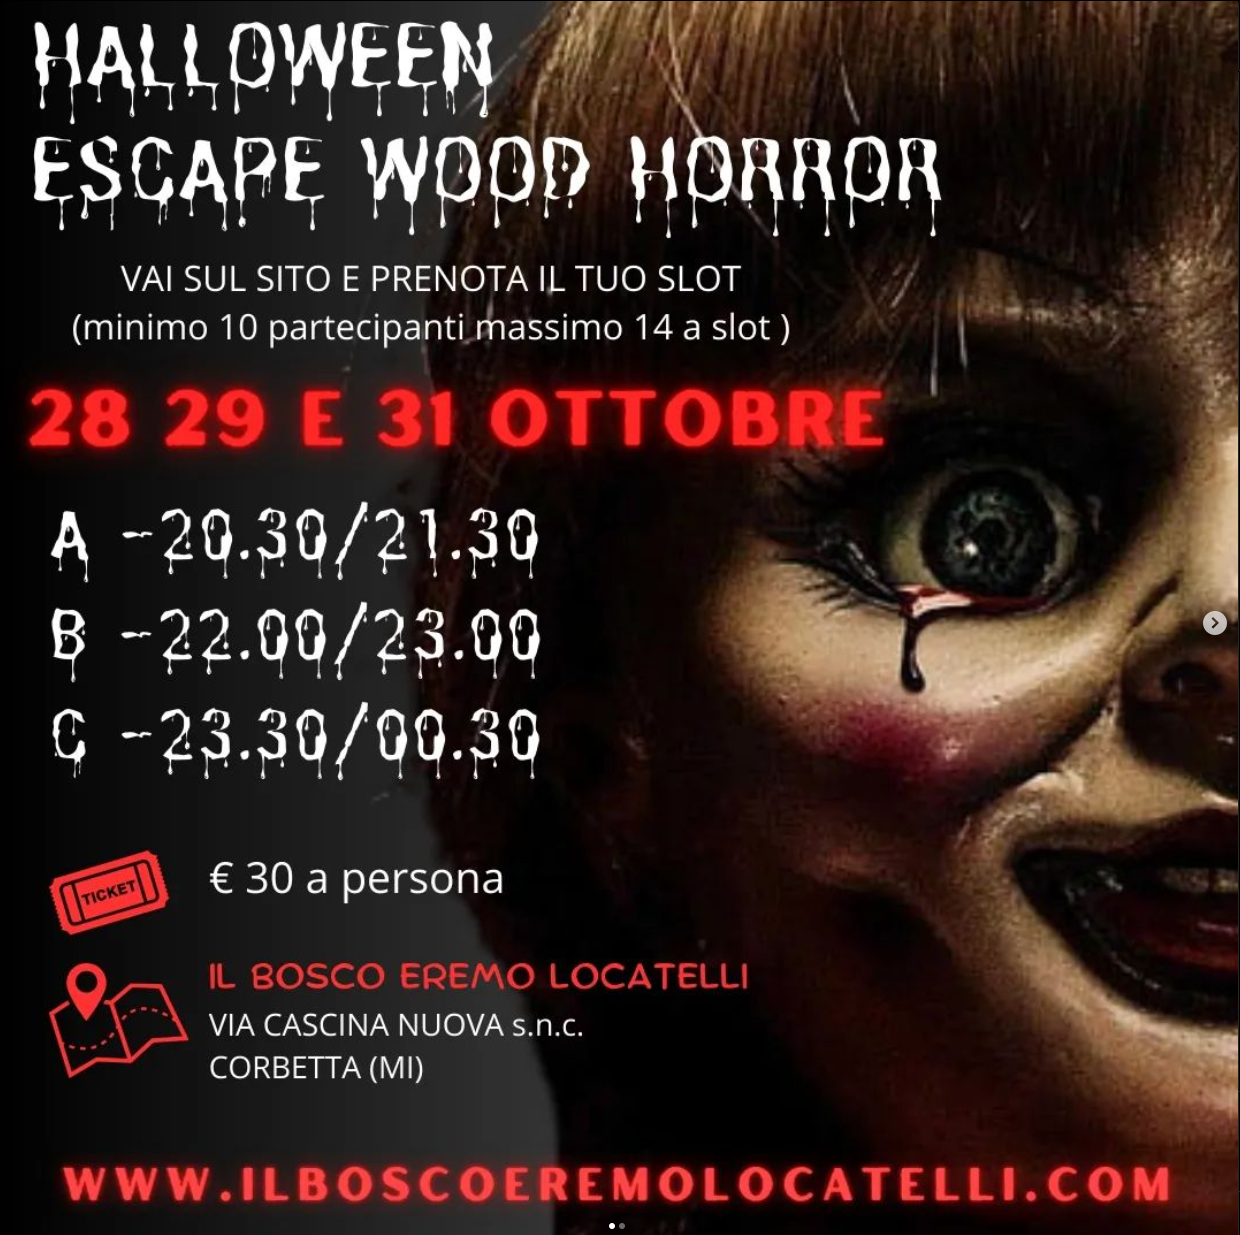 HALLOWEEN
ESCAPE WOOD HORROR
VAI SUL SITO E PRENOTA IL TUO SLOT
(minimo 10 partecipanti massimo 14 a slot )
28 29 E 31 OTTOBRE
A -20.30/21.30
B -22.00/23.00
C -23.30/00.30
TICKET
€ 30 a persona
IL BOSCO EREMO LOCATELLI
VIA CASCINA NUOVA s.n.c.
CORBETTA (MI)
WWW.ILBOSCOEREMOLOCATELLI.COM